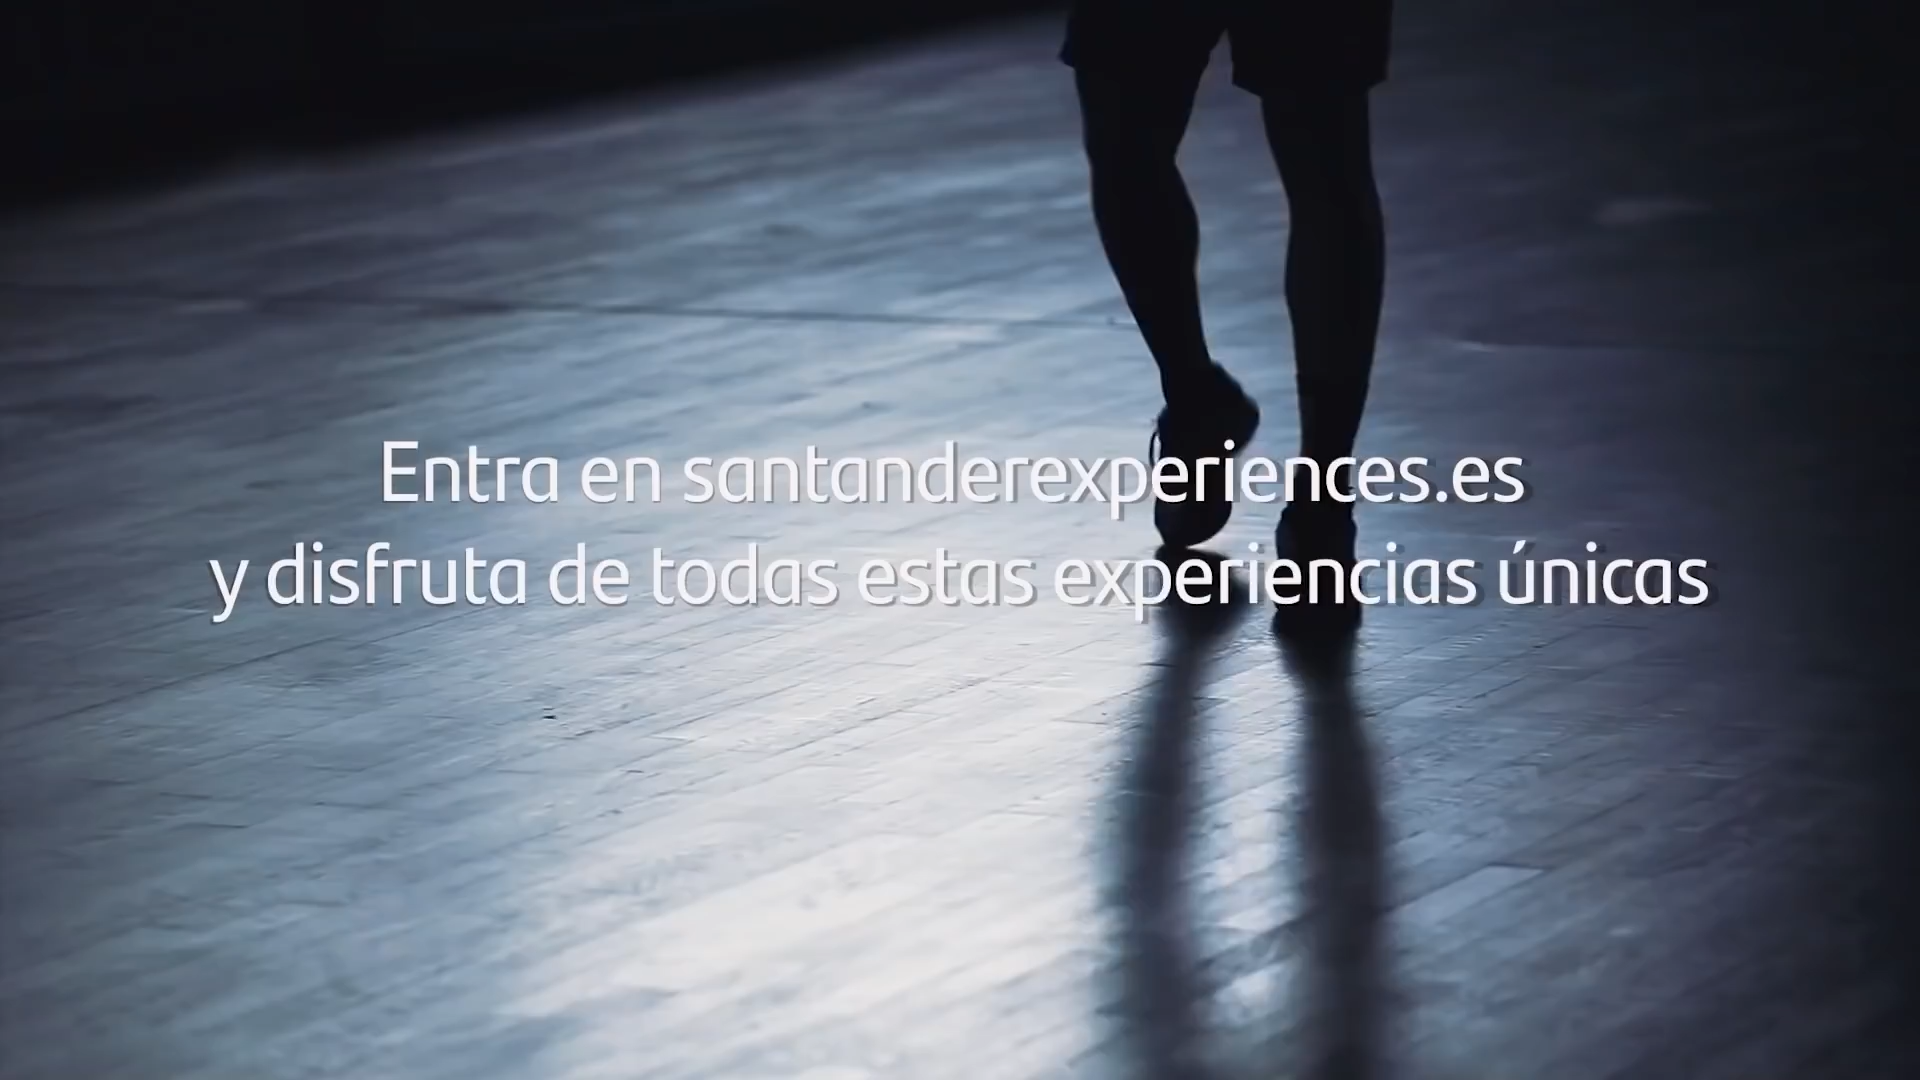 Entra en santanderexperiences.es
y disfruta de todas estas experiencias únicas